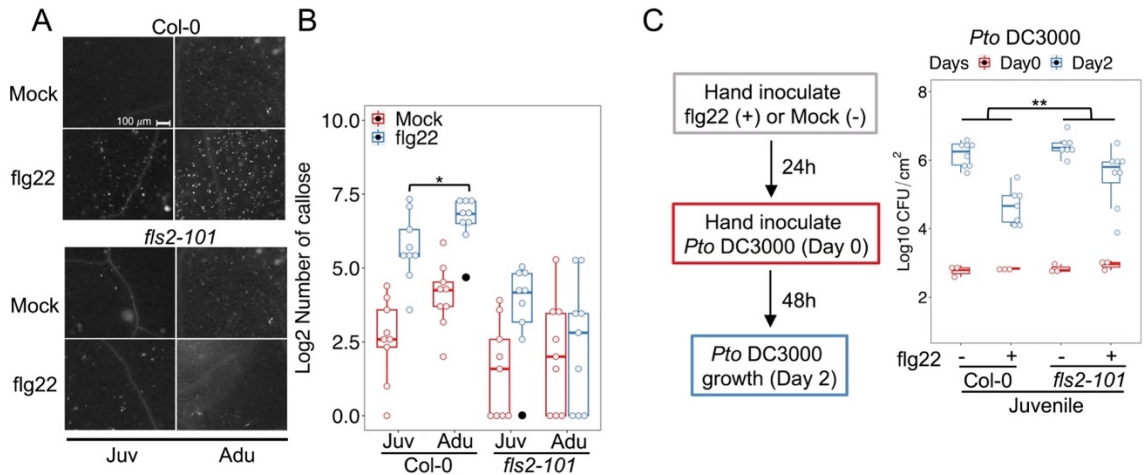 A
Col-0
Mock
100 μm
flg22
fls2-101
Mock
flg22
Juv Adu
B
Log2 Number of callose
10.0
7.5
5.0
2.5
0.0
Mock
flg22
*
Juv Adu Juv Adu
Col-0 fls2-101
C
Hand inoculate
flg22 (+) or Mock (-)
24h
Hand inoculate
Pto DC3000 (Day 0)
48h
Pto DC3000
growth (Day 2)
Pto DC3000
Days Day0 Day2
**
Log10 CFU/cm²
8
6
4
2
flg22 - + - +
Col-0 fls2-101
Juvenile